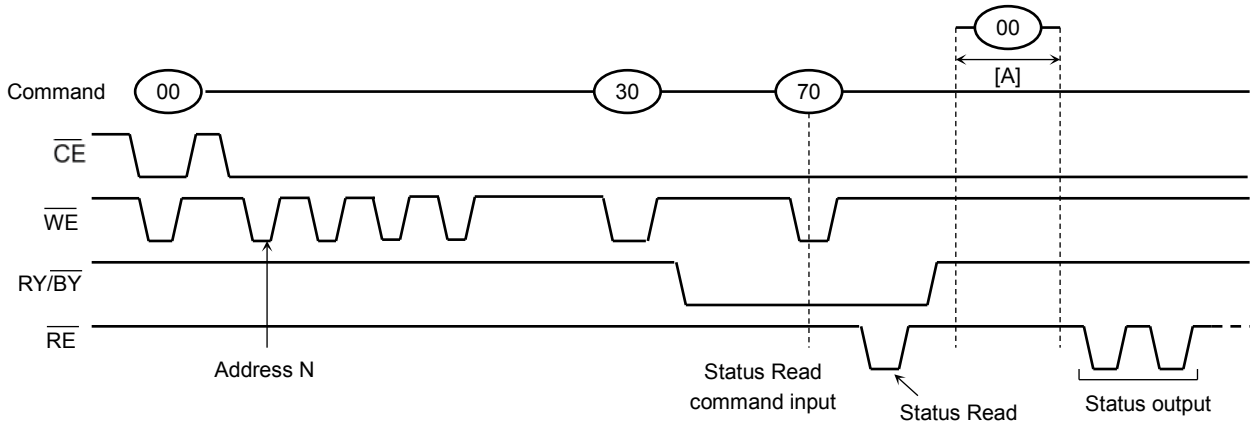 00
[A]
Command 00 30 70
CE
WE
RY/BY
RE
Address N
Status Read
command input
Status Read
Status output